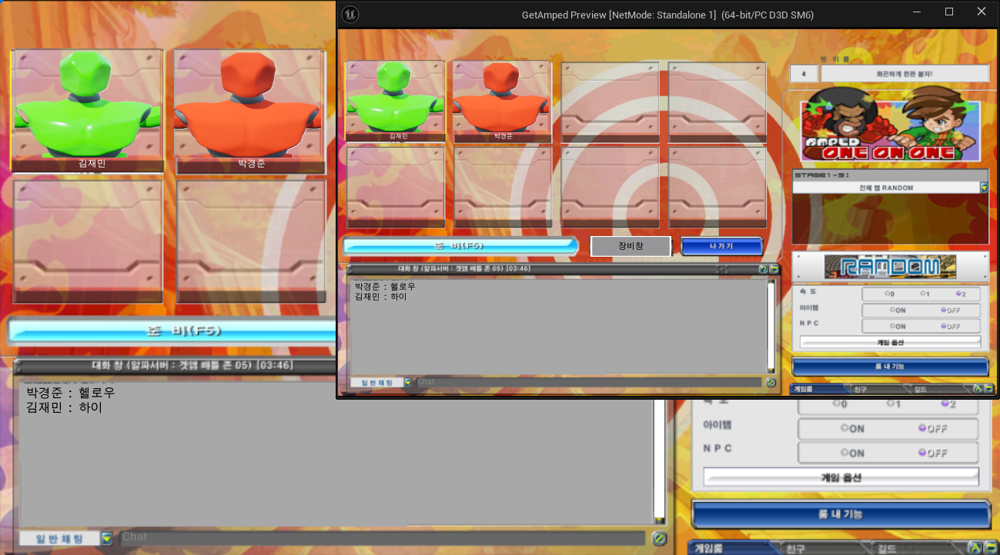 GetAmped Preview [NetMode: Standalone 1] (64-bit/PC D3D SM6)
김재민
박경준
준 비(F5)
대화 창 (알파서버 : 겟앰 배틀 존 05) [03:46]
박경준 : 헬로우
김재민 : 하이
일반채팅
Chat
김재민
박경준
방 이름
4
화끈하게 한판 붙자!
AMPED
ONE ON ONE
STAGE1-9:
전체 맵 RANDOM
RANDOM
준 비(F5)
장비창
나가기
대화 창 (알파서버 : 겟앰 배틀 존 05) [03:46]
박경준 : 헬로우
김재민 : 하이
일반채팅
Chat
속 도
0 1 2
아이템
ON OFF
N P C
ON OFF
게임 옵션
룸 내 기능
게임룸 친구 길드 A
속 도
0 1 2
아이템
ON OFF
N P C
ON OFF
게임 옵션
룸 내 기능
게임룸 친구 길드 A